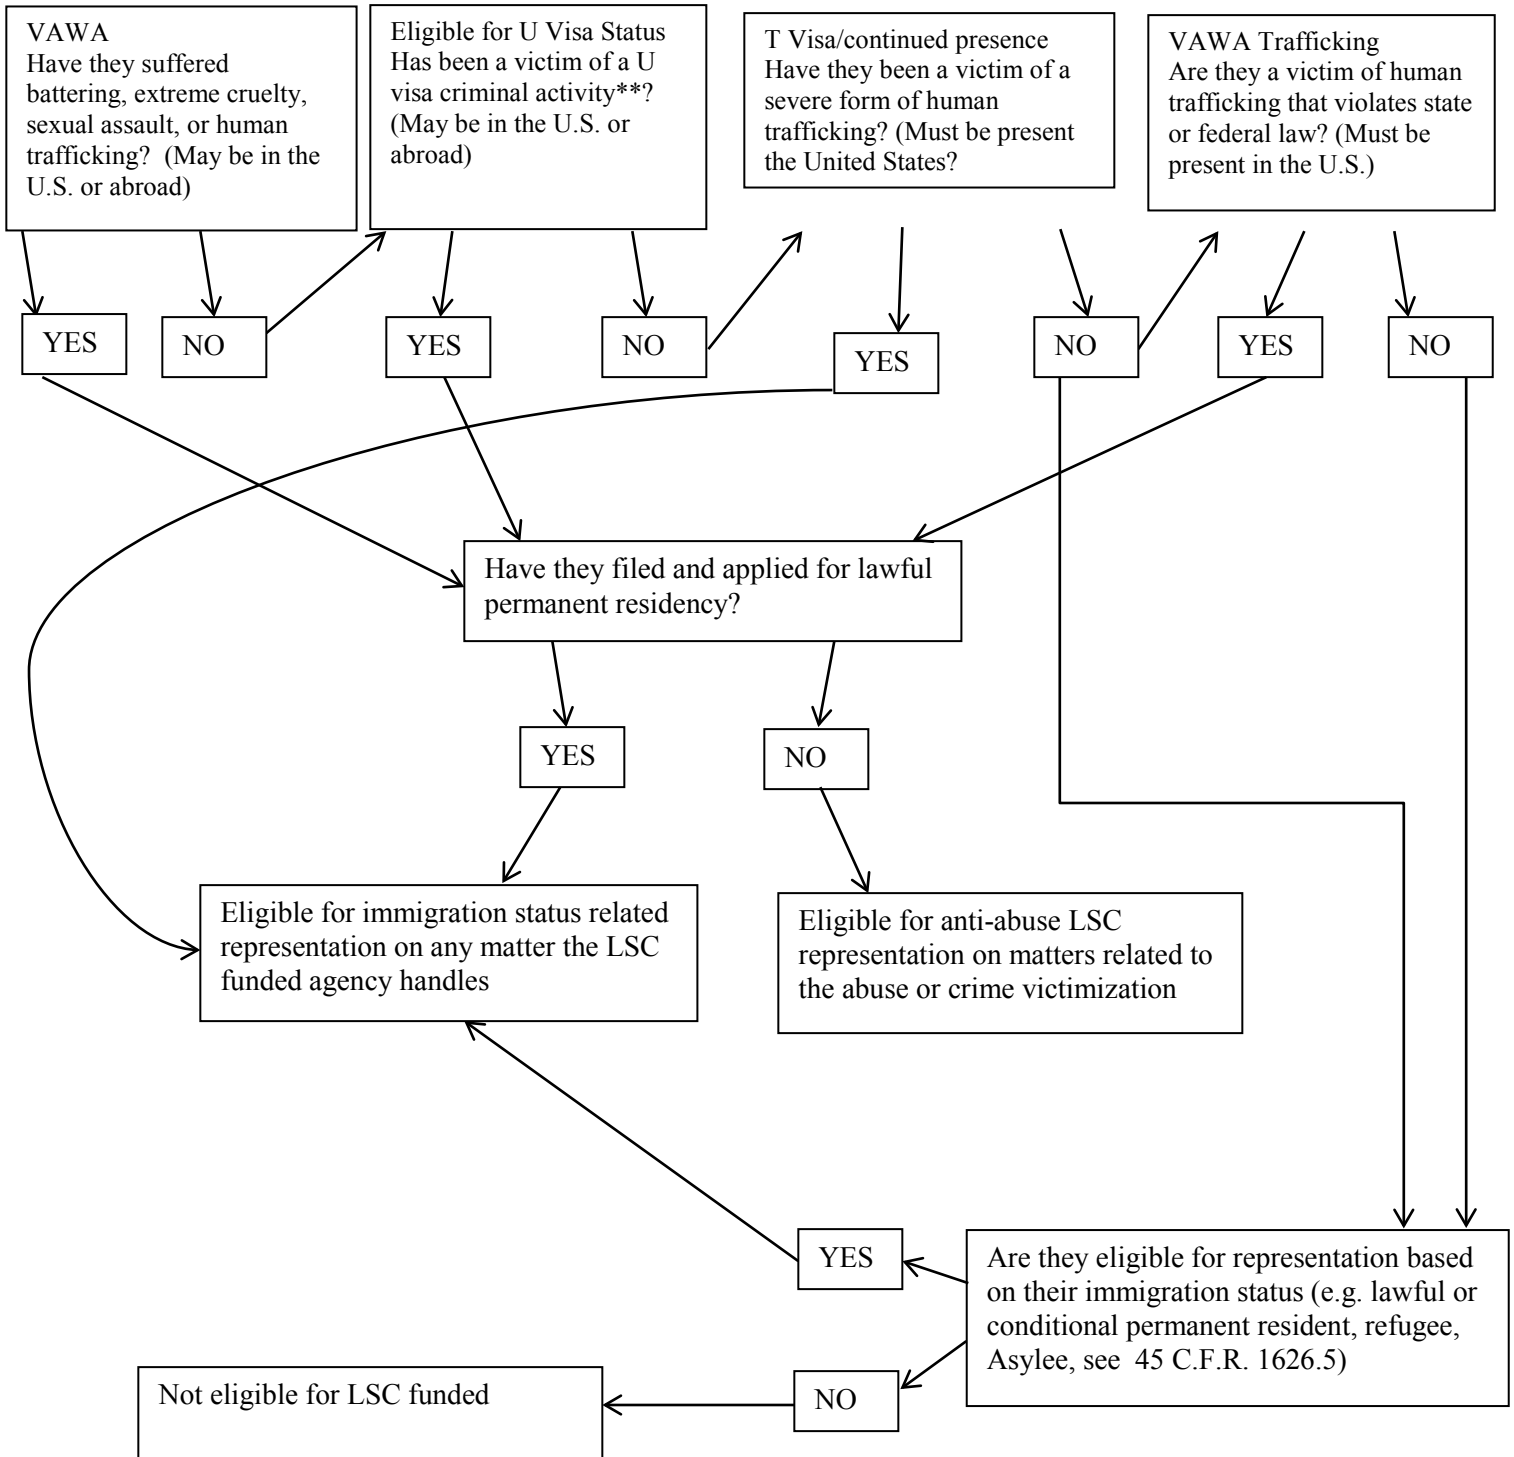 VAWA
Have they suffered
battering, extreme cruelty,
sexual assault, or human
trafficking?  (May be in the
U.S. or abroad)
Eligible for U Visa Status
Has been a victim of a U
visa criminal activity**?
(May be in the U.S. or
abroad)
T Visa/continued presence
Have they been a victim of a
severe form of human
trafficking? (Must be present
the United States?
VAWA Trafficking
Are they a victim of human
trafficking that violates state
or federal law? (Must be
present in the U.S.)
YES
NO
YES
NO
YES
NO
YES
NO
Have they filed and applied for lawful
permanent residency?
YES
NO
Eligible for immigration status related
representation on any matter the LSC
funded agency handles
Eligible for anti-abuse LSC
representation on matters related to
the abuse or crime victimization
YES
Are they eligible for representation based
on their immigration status (e.g. lawful or
conditional permanent resident, refugee,
Asylee, see  45 C.F.R. 1626.5)
NO
Not eligible for LSC funded